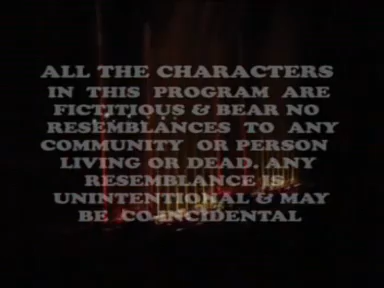 ALL THE CHARACTERS
IN THIS PROGRAM ARE
FICTITIOUS & BEAR NO
RESEMBLANCES TO ANY
COMMUNITY OR PERSON
LIVING OR DEAD. ANY
RESEMBLANCE IS
UNINTENTIONAL & MAY
BE CO-INCIDENTAL